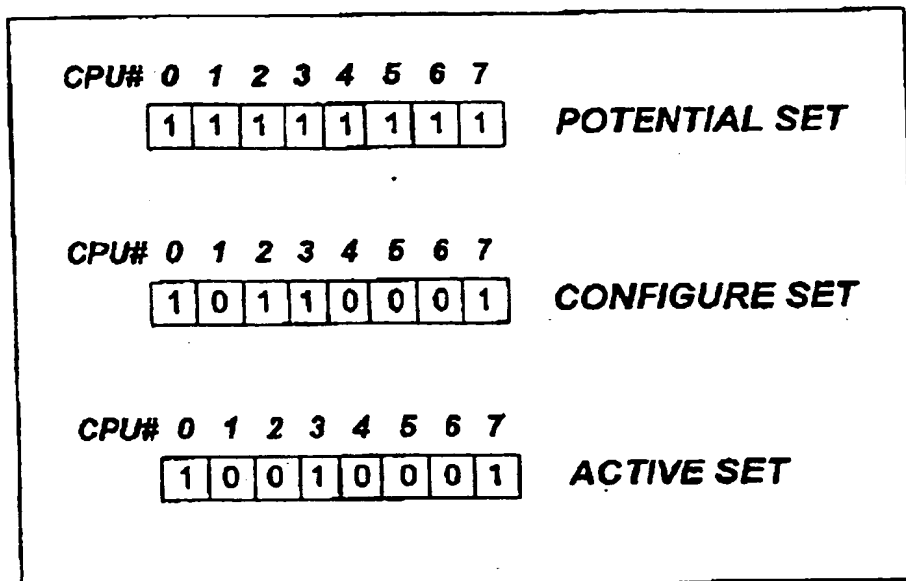 CPU# 0 1 2 3 4 5 6 7
1 1 1 1 1 1 1 1 POTENTIAL SET
CPU# 0 1 2 3 4 5 6 7
1 0 1 1 0 0 0 1 CONFIGURE SET
CPU# 0 1 2 3 4 5 6 7
1 0 0 1 0 0 0 1 ACTIVE SET